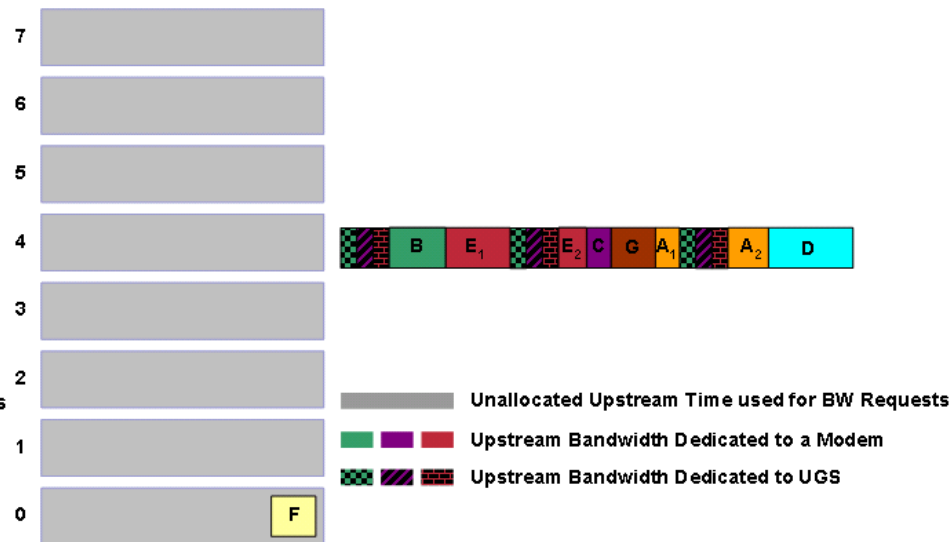 7
6
5
4
B E1 E2 C G A1 A2 D
3
2
s
Unallocated Upstream Time used for BW Requests
1
Upstream Bandwidth Dedicated to a Modem
Upstream Bandwidth Dedicated to UGS
0
F